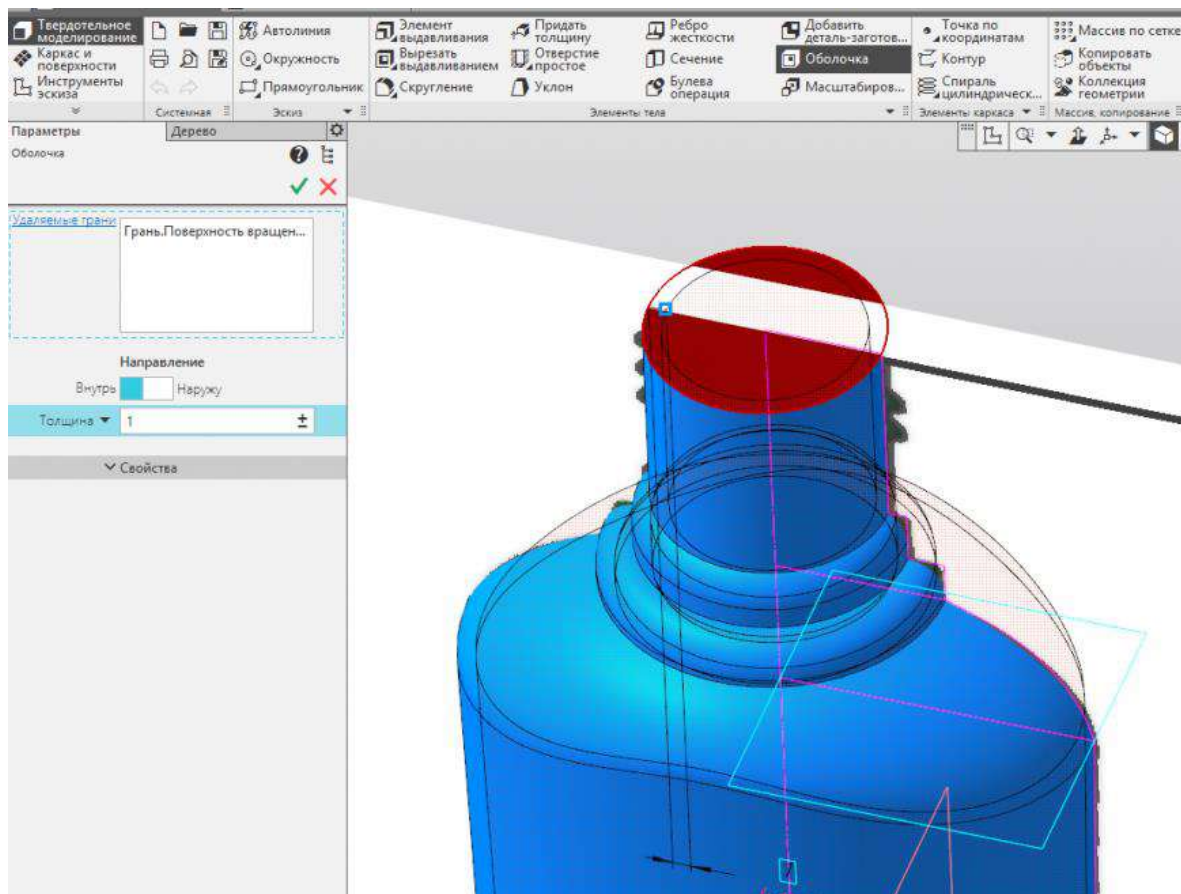 Твердотельное
моделирование
Каркас и
поверхности
Инструменты
эскиза
Системная
Автолиния
Окружность
Прямоугольник
Эскиз
Элемент
выдавливания
Вырезать
выдавливанием
Скругление
Придать
толщину
Отверстие
простое
Уклон
Ребро
жесткости
Сечение
Булева
операция
Добавить
деталь-заготов...
Оболочка
Масштабиров...
Элементы тела
Точка по
координатам
Контур
Спираль
цилиндрическ...
Элементы каркаса
Массив по сетке
Копировать
объекты
Коллекция
геометрии
Массив, копирование
Параметры
Дерево
Оболочка
Удаляемые грани
Грань.Поверхность вращен...
Направление
Внутрь
Наружу
Толщина
1
Свойства